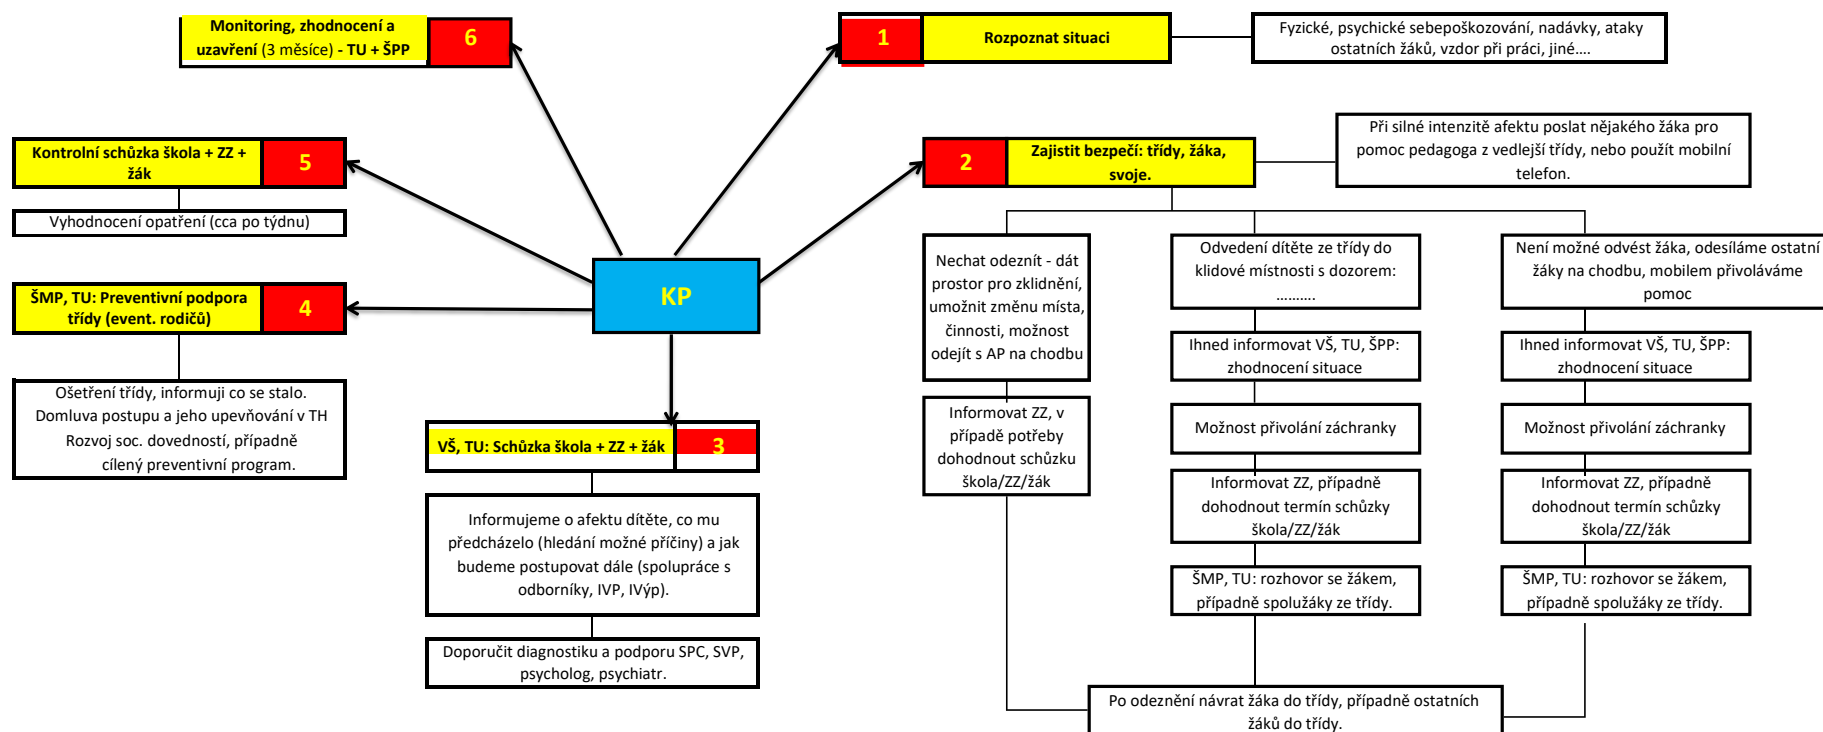 Monitoring, zhodnocení a
uzavření (3 měsíce) - TU + ŠPP
6
1
Rozpoznat situaci
Fyzické, psychické sebepoškozování, nadávky, ataky
ostatních žáků, vzdor při práci, jiné....
Kontrolní schůzka škola + ZZ +
žák
5
Vyhodnocení opatření (cca po týdnu)
2
Zajistit bezpečí: třídy, žáka,
svoje.
Při silné intenzitě afektu poslat nějakého žáka pro
pomoc pedagoga z vedlejší třídy, nebo použít mobilní
telefon.
KP
ŠMP, TU: Preventivní podpora
třídy (event. rodičů)
4
Ošetření třídy, informuji co se stalo.
Domluva postupu a jeho upevňování v TH
Rozvoj soc. dovedností, případně
cílený preventivní program.
VŠ, TU: Schůzka škola + ZZ + žák
3
Informujeme o afektu dítěte, co mu
předcházelo (hledání možné příčiny) a jak
budeme postupovat dále (spolupráce s
odborníky, IVP, IVýp).
Doporučit diagnostiku a podporu SPC, SVP,
psycholog, psychiatr.
Nechat odeznít - dát
prostor pro zklidnění,
umožnit změnu místa,
činnosti, možnost
odejít s AP na chodbu
Informovat ZZ, v
případě potřeby
dohodnout schůzku
škola/ZZ/žák
Odvedení dítěte ze třídy do
klidové místnosti s dozorem:
……….
Ihned informovat VŠ, TU, ŠPP:
zhodnocení situace
Možnost přivolání záchranky
Informovat ZZ, případně
dohodnout termín schůzky
škola/ZZ/žák
ŠMP, TU: rozhovor se žákem,
případně spolužáky ze třídy.
Není možné odvést žáka, odesíláme ostatní
žáky na chodbu, mobilem přivoláváme
pomoc
Ihned informovat VŠ, TU, ŠPP:
zhodnocení situace
Možnost přivolání záchranky
Informovat ZZ, případně
dohodnout termín schůzky
škola/ZZ/žák
ŠMP, TU: rozhovor se žákem,
případně spolužáky ze třídy.
Po odeznění návrat žáka do třídy, případně ostatních
žáků do třídy.